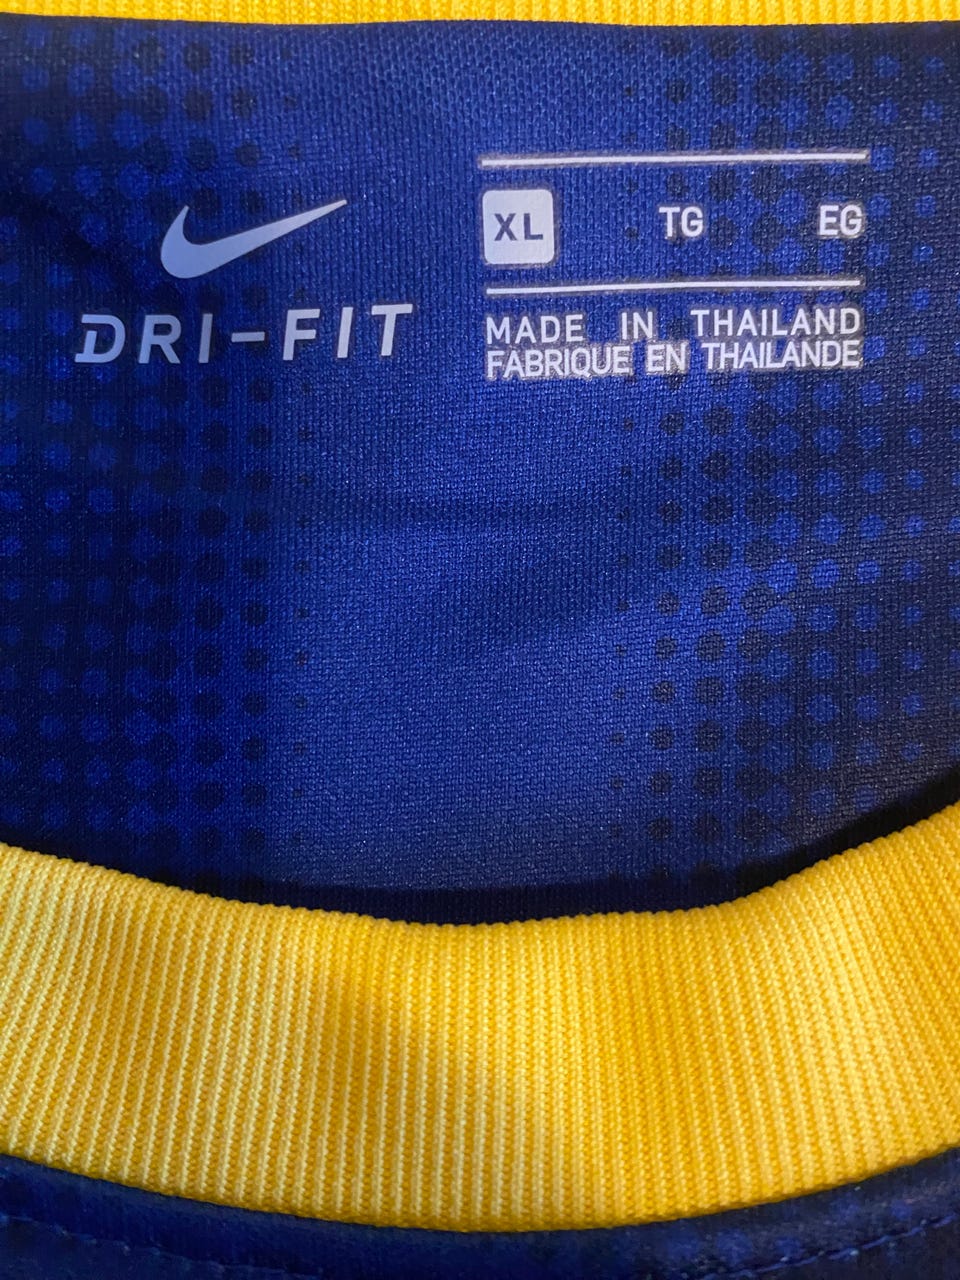 DRI-FIT
XL TG EG
MADE IN THAILAND
FABRIQUE EN THAILANDE